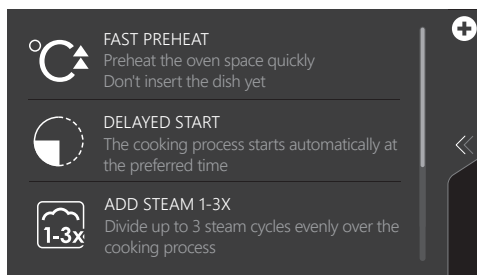 °C
FAST PREHEAT
Preheat the oven space quickly
Don't insert the dish yet
DELAYED START
The cooking process starts automatically at
the preferred time
1-3x
ADD STEAM 1-3X
Divide up to 3 steam cycles evenly over the
cooking process